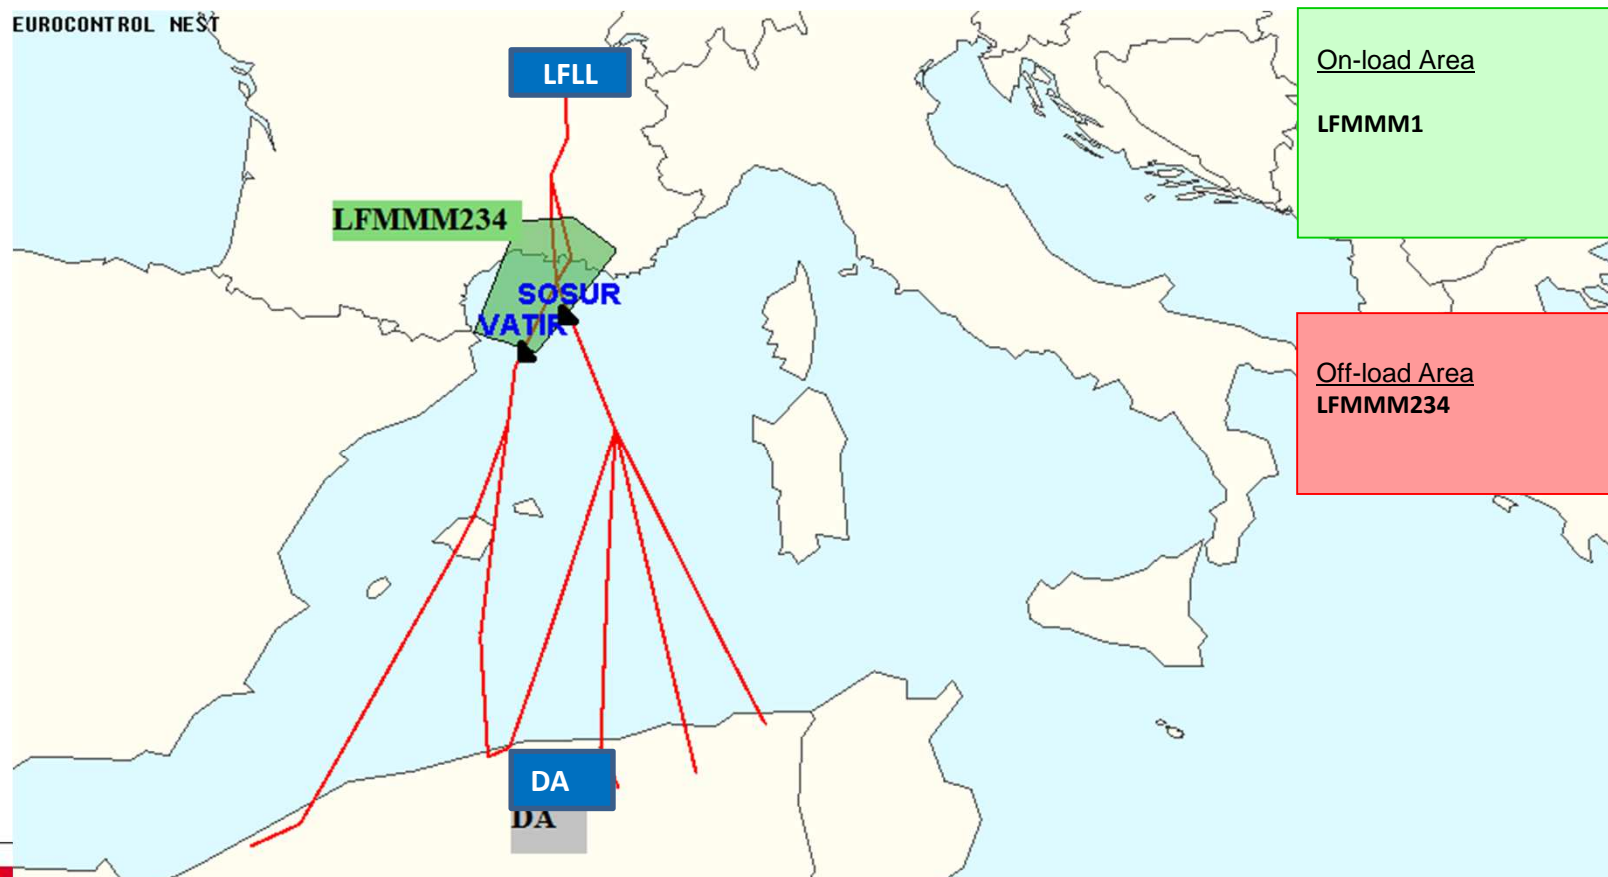 EUROCONTROL NEST
LFLL
On-load Area
LFMMM1
LFMMM234
SOSUR
VATIR
Off-load Area
LFMMM234
DA
DA